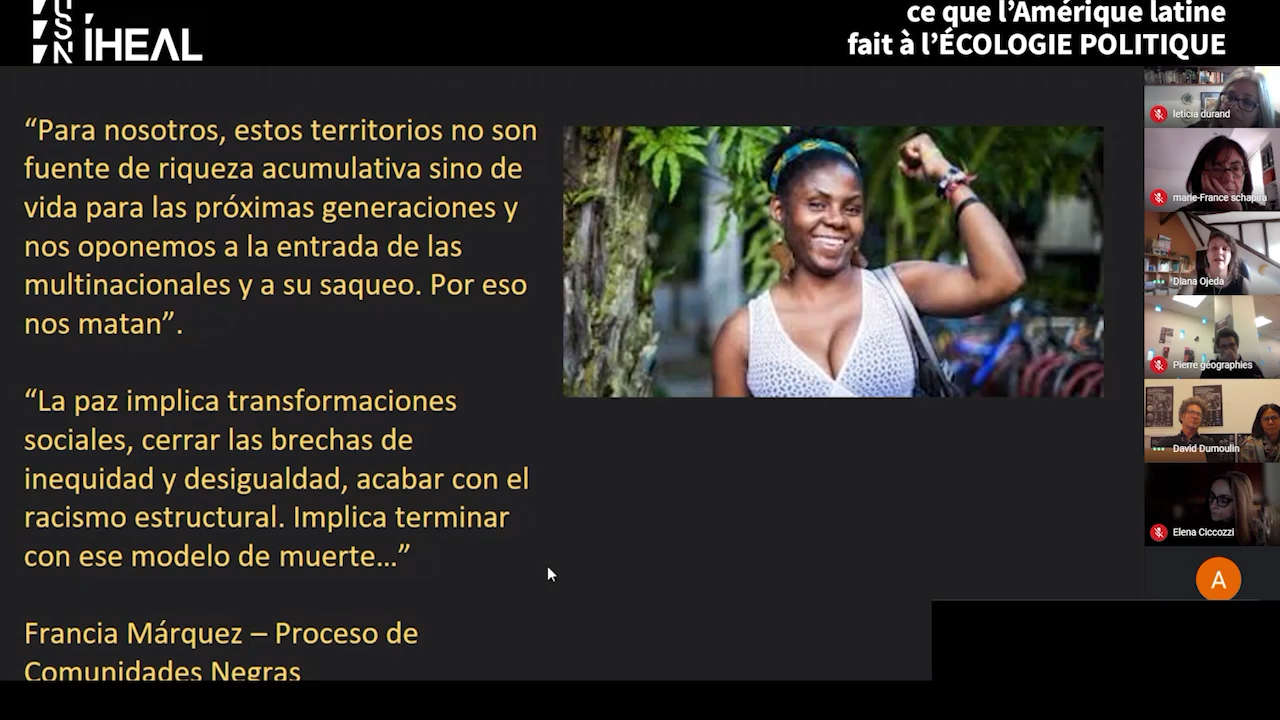 USN
iHEAL
ce que l’Amérique latine
fait à l’ÉCOLOGIE POLITIQUE
“Para nosotros, estos territorios no son
fuente de riqueza acumulativa sino de
vida para las próximas generaciones y
nos oponemos a la entrada de las
multinacionales y a su saqueo. Por eso
nos matan”.
“La paz implica transformaciones
sociales, cerrar las brechas de
inequidad y desigualdad, acabar con el
racismo estructural. Implica terminar
con ese modelo de muerte…”
Francia Márquez – Proceso de
Comunidades Negras
leticia durand
marie-France schapira
Diana Ojeda
Pierre géographies
David Dumoulin
Elena Ciccozzi
A